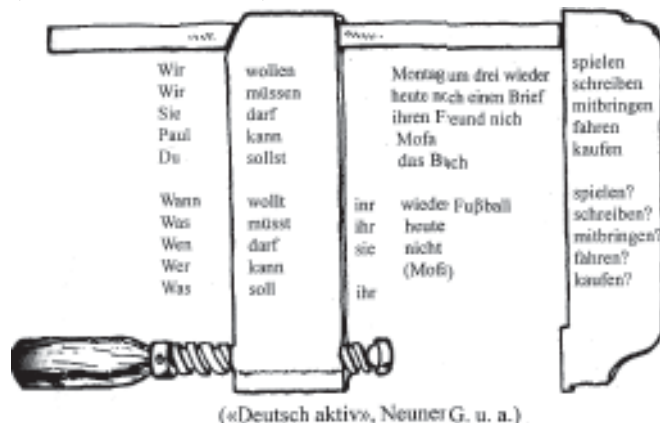 Wir wollen Montag um drei wieder spielen
Wir müssen heute noch einen Brief schreiben
Sie darf ihren Freund nich mitbringen
Paul kann Mofa fahren
Du sollst das Buch kaufen
Wann wollt ihr wieder Fußball spielen?
Was müsst ihr heute schreiben?
Wen darf sie nicht mitbringen?
Wer kann (Mofa) fahren?
Was soll ihr kaufen?
(«Deutsch aktiv», Neuner G. u. a.)